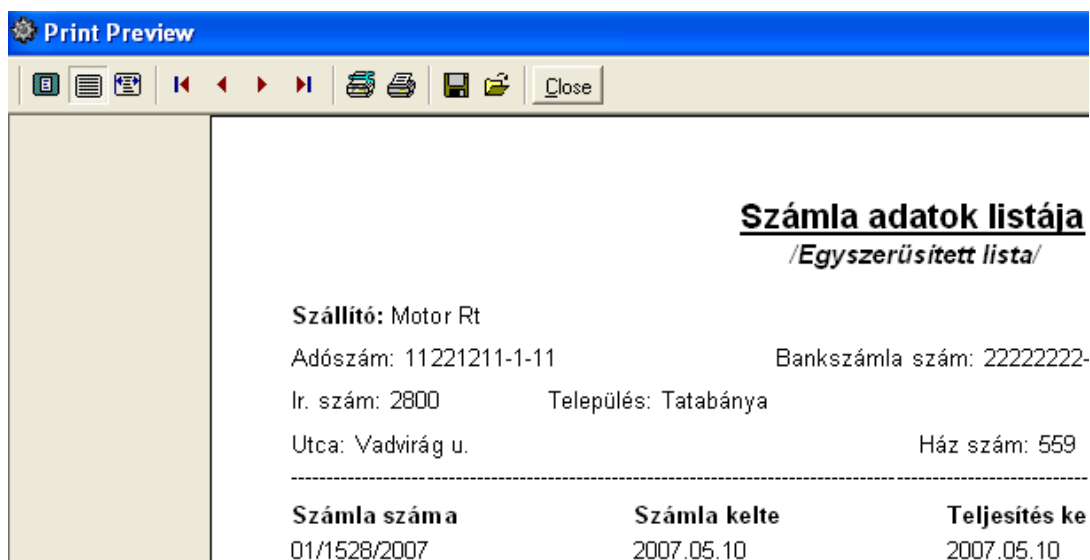 Print Preview
Close
Számla adatok listája
/Egyszerűsített lista/
Szállító: Motor Rt
Adószám: 11221211-1-11 Bankszámla szám: 22222222-
Ir. szám: 2800 Település: Tatabánya
Utca: Vadvirág u. Ház szám: 559
Számla száma Számla kelte Teljesítés ke
01/1528/2007 2007.05.10 2007.05.10